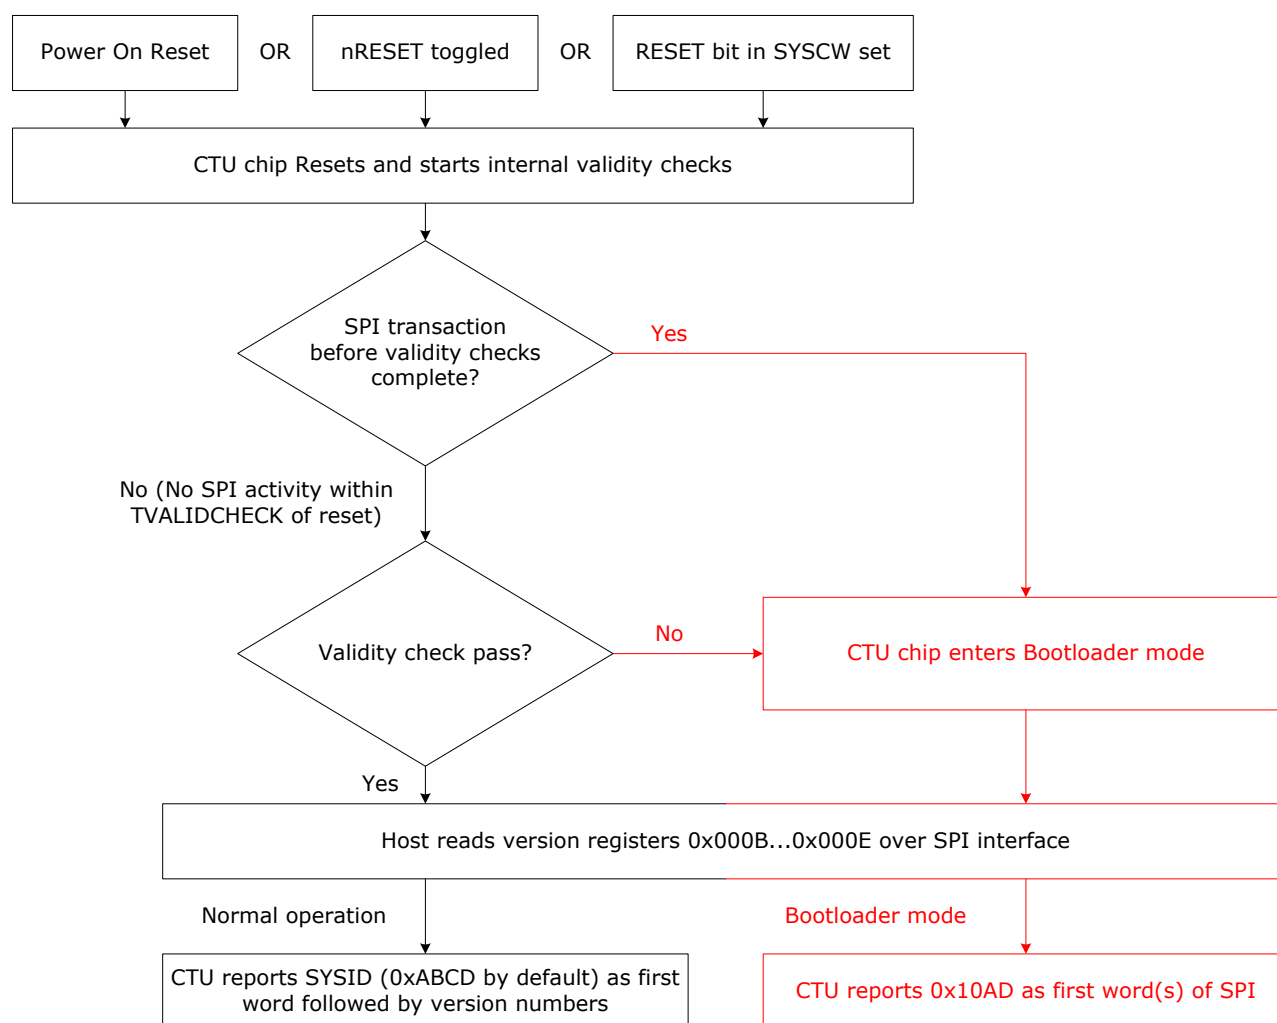 Power On Reset
OR
nRESET toggled
OR
RESET bit in SYSCW set
CTU chip Resets and starts internal validity checks
SPI transaction
before validity checks
complete?
Yes
No (No SPI activity within
TVALIDCHECK of reset)
Validity check pass?
No
CTU chip enters Bootloader mode
Yes
Host reads version registers 0x000B...0x000E over SPI interface
Normal operation
Bootloader mode
CTU reports SYSID (0xABCD by default) as first
word followed by version numbers
CTU reports 0x10AD as first word(s) of SPI